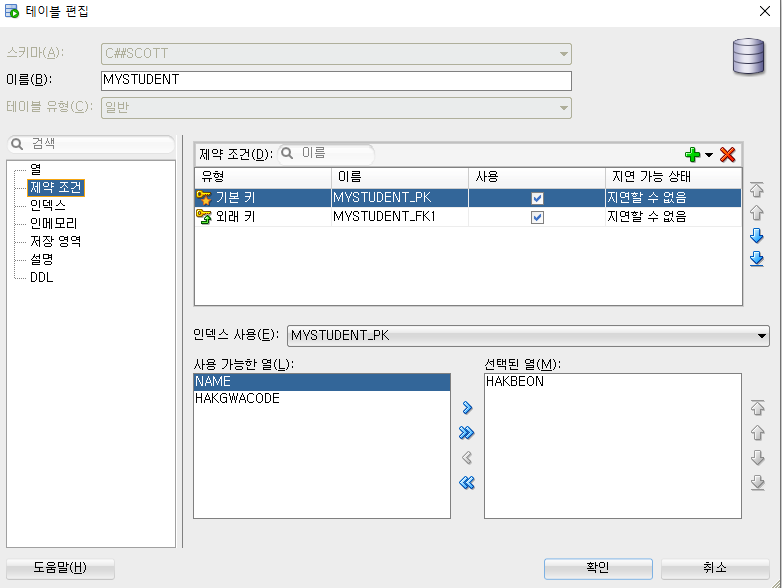 테이블 편집
스키마(A): C##SCOTT
이름(B): MYSTUDENT
테이블 유형(C): 일반
검색
열
제약 조건
인덱스
인메모리
저장 영역
설명
DDL
제약 조건(D): 이름
유형 이름 사용 지연 가능 상태
기본 키 MYSTUDENT_PK 지연할 수 없음
외래 키 MYSTUDENT_FK1 지연할 수 없음
인덱스 사용(E): MYSTUDENT_PK
사용 가능한 열(L): 선택된 열(M):
NAME HAKBEON
HAKGWACODE
도움말(H) 확인 취소